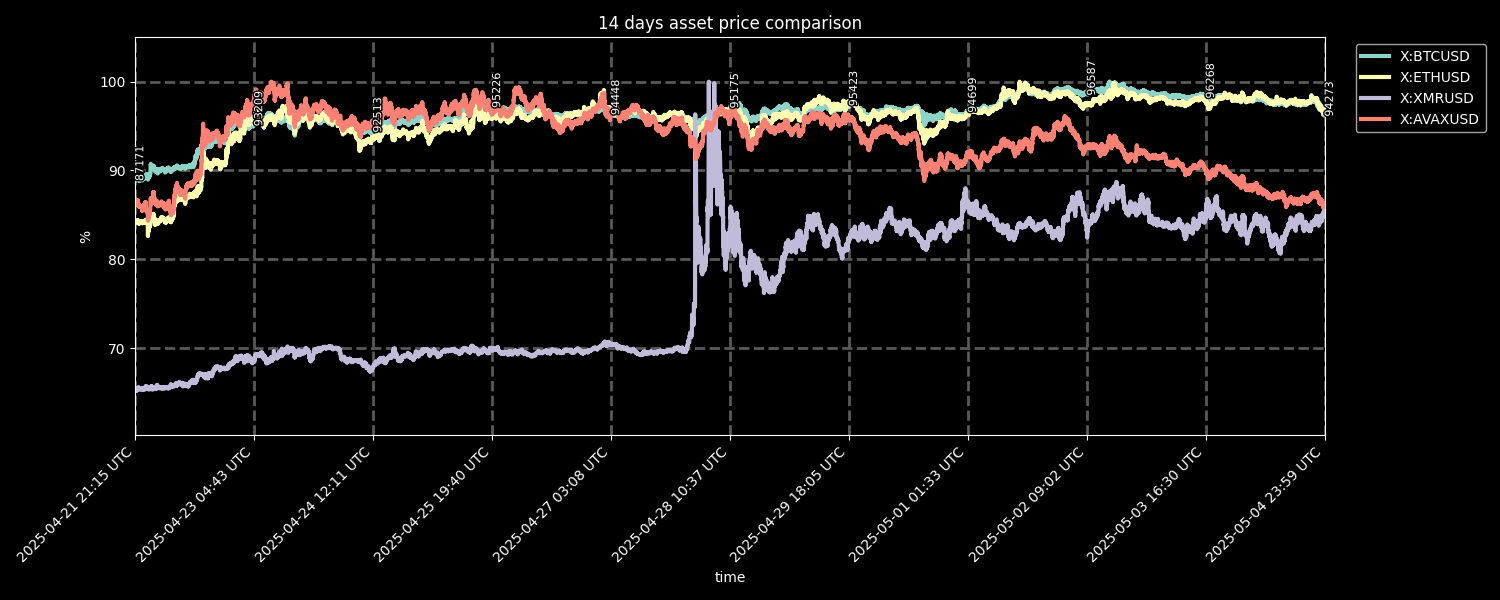 14 days asset price comparison
X:BTCUSD
X:ETHUSD
X:XMRUSD
X:AVAXUSD
100
90
80
70
%
87171
93209
92513
95226
94448
95175
95423
94699
96587
96268
94273
2025-04-21 21:15 UTC
2025-04-23 04:43 UTC
2025-04-24 12:11 UTC
2025-04-25 19:40 UTC
2025-04-27 03:08 UTC
2025-04-28 10:37 UTC
2025-04-29 18:05 UTC
2025-05-01 01:33 UTC
2025-05-02 09:02 UTC
2025-05-03 16:30 UTC
2025-05-04 23:59 UTC
time